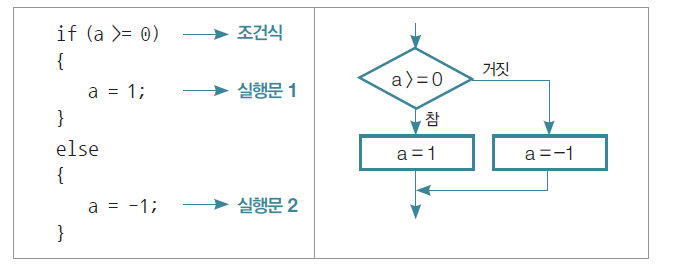 if (a >= 0) 조건식
{
a = 1; 실행문 1
}
else
{
a = -1; 실행문 2
}
a>=0
거짓
참
a=1
a=-1